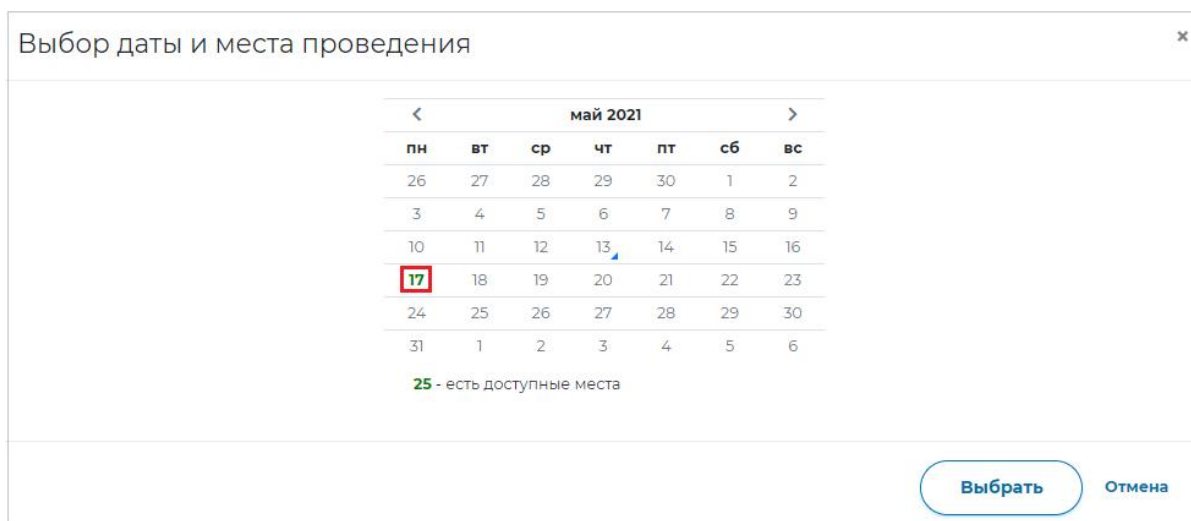 Выбор даты и места проведения ×
< май 2021 >
пн вт ср чт пт сб вс
26 27 28 29 30 1 2
3 4 5 6 7 8 9
10 11 12 13 14 15 16
17 18 19 20 21 22 23
24 25 26 27 28 29 30
31 1 2 3 4 5 6
25 - есть доступные места
Выбрать Отмена